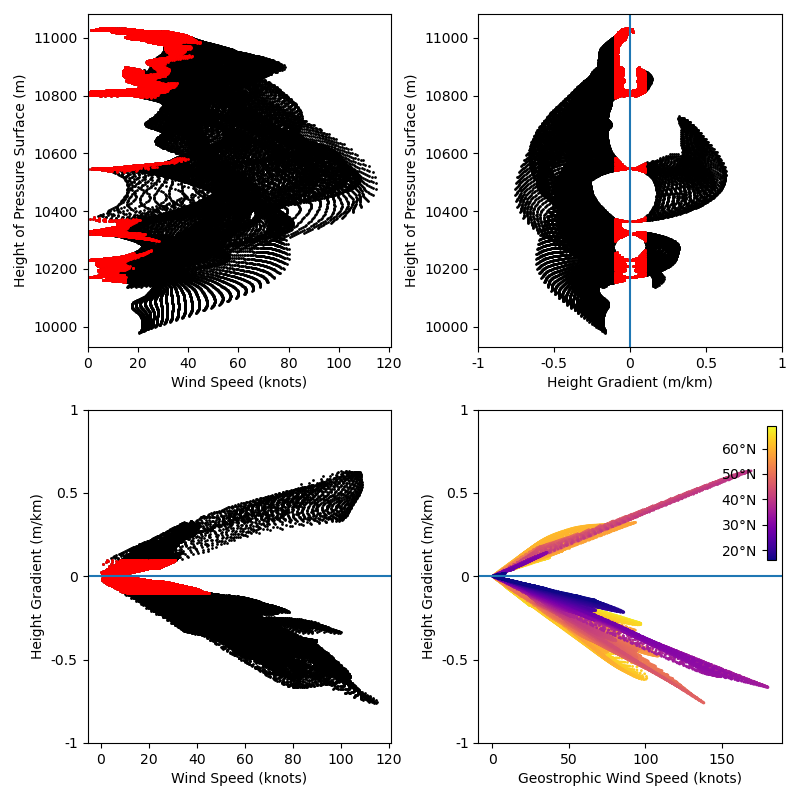 11000
10800
10600
10400
10200
10000
Height of Pressure Surface (m)
0 20 40 60 80 100 120
Wind Speed (knots)
11000
10800
10600
10400
10200
10000
Height of Pressure Surface (m)
-1 -0.5 0 0.5 1
Height Gradient (m/km)
1
0.5
0
-0.5
-1
Height Gradient (m/km)
0 20 40 60 80 100 120
Wind Speed (knots)
1
0.5
0
-0.5
-1
Height Gradient (m/km)
60°N
50°N
40°N
30°N
20°N
0 50 100 150
Geostrophic Wind Speed (knots)